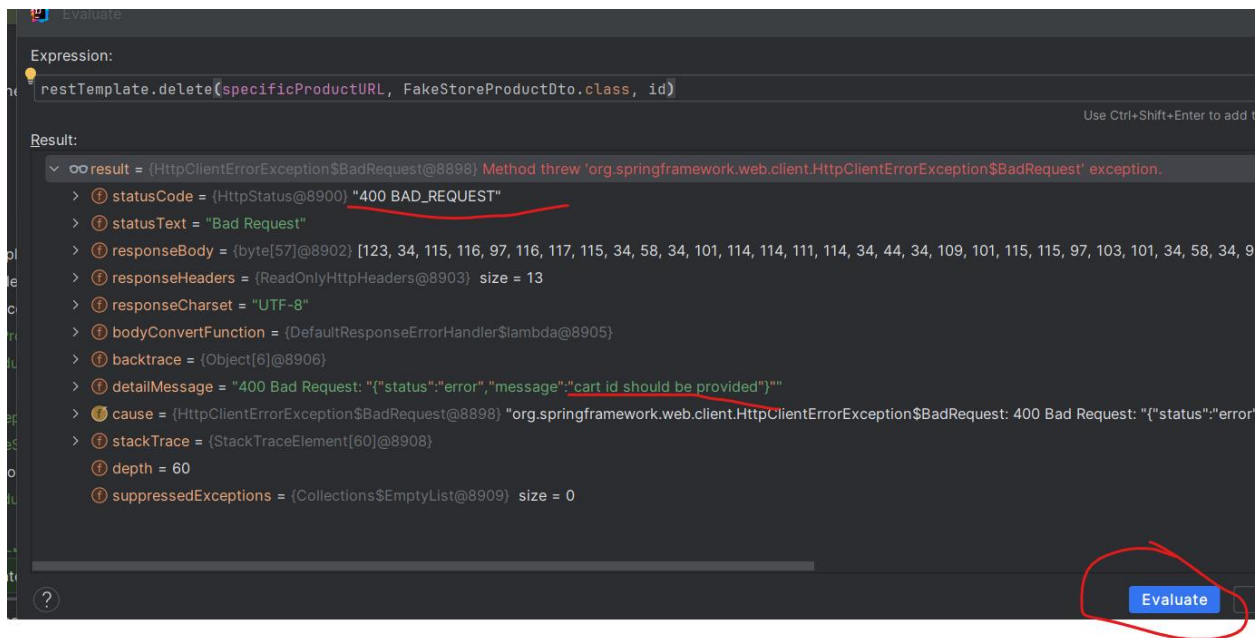 Evaluate
Expression:
restTemplate.delete(specificProductURL, FakeStoreProductDto.class, id)
Use Ctrl+Shift+Enter to add t
Result:
result = {HttpClientErrorException$BadRequest@8898} Method threw 'org.springframework.web.client.HttpClientErrorException$BadRequest' exception.
statusCode = {HttpStatus@8900} "400 BAD_REQUEST"
statusText = "Bad Request"
responseBody = {byte[57]@8902} [123, 34, 115, 116, 97, 116, 117, 115, 34, 58, 34, 101, 114, 114, 111, 114, 34, 44, 34, 109, 101, 115, 115, 97, 103, 101, 34, 58, 34, 9
responseHeaders = {ReadOnlyHttpHeaders@8903} size = 13
responseCharset = "UTF-8"
bodyConvertFunction = {DefaultResponseErrorHandler$lambda@8905}
backtrace = {Object[6]@8906}
detailMessage = "400 Bad Request: "{"status":"error","message":"cart id should be provided"}""
cause = {HttpClientErrorException$BadRequest@8898} "org.springframework.web.client.HttpClientErrorException$BadRequest: 400 Bad Request: "{"status":"error"
stackTrace = {StackTraceElement[60]@8908}
depth = 60
suppressedExceptions = {Collections$EmptyList@8909} size = 0
?
Evaluate